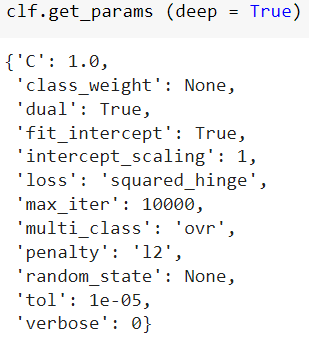 clf.get_params (deep = True)
{'C': 1.0,
'class_weight': None,
'dual': True,
'fit_intercept': True,
'intercept_scaling': 1,
'loss': 'squared_hinge',
'max_iter': 10000,
'multi_class': 'ovr',
'penalty': 'l2',
'random_state': None,
'tol': 1e-05,
'verbose': 0}